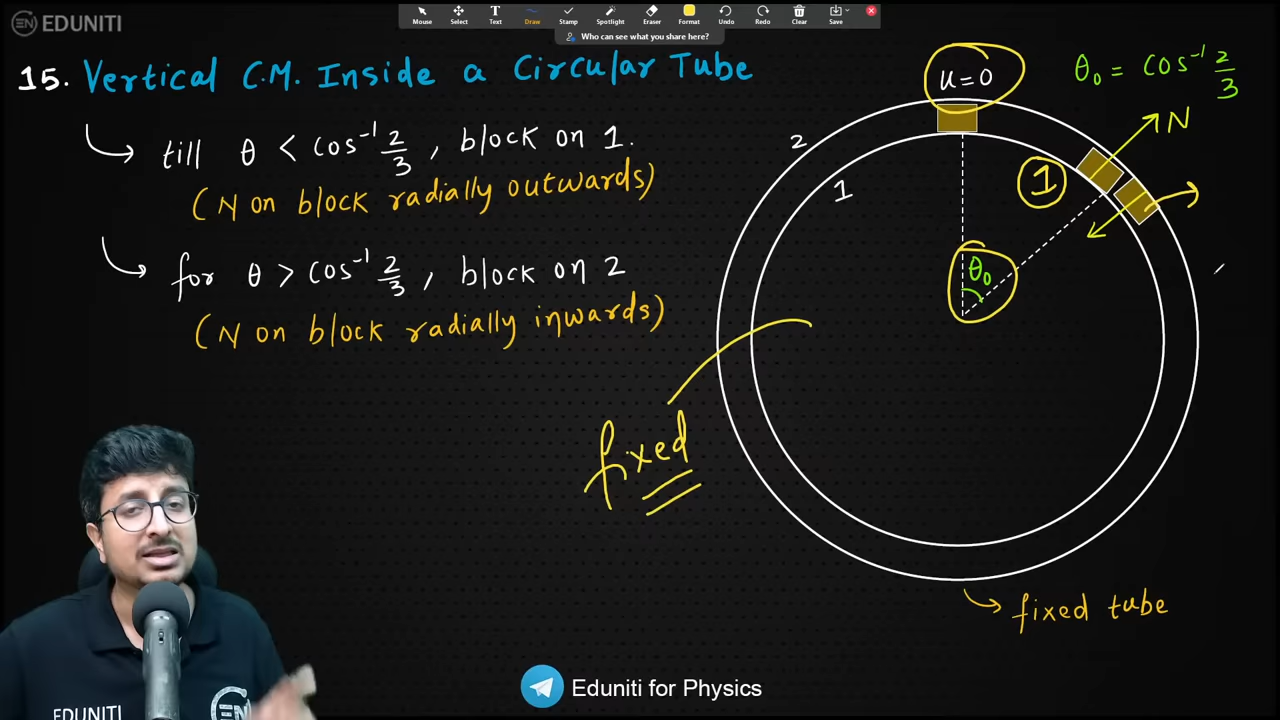 EDUNITI
Mouse Select Text Draw Stamp Spotlight Eraser Format Undo Redo Clear Save
Who can see what you share here?
15. Vertical C.M. Inside a Circular Tube
u=0
θ₀ = cos⁻¹ 2/3
till θ < cos⁻¹ 2/3, block on 1.
(N on block radially outwards)
for θ > cos⁻¹ 2/3, block on 2
(N on block radially inwards)
2
1
1
N
θ₀
fixed
fixed tube
Eduniti for Physics
EDUNITI
EN